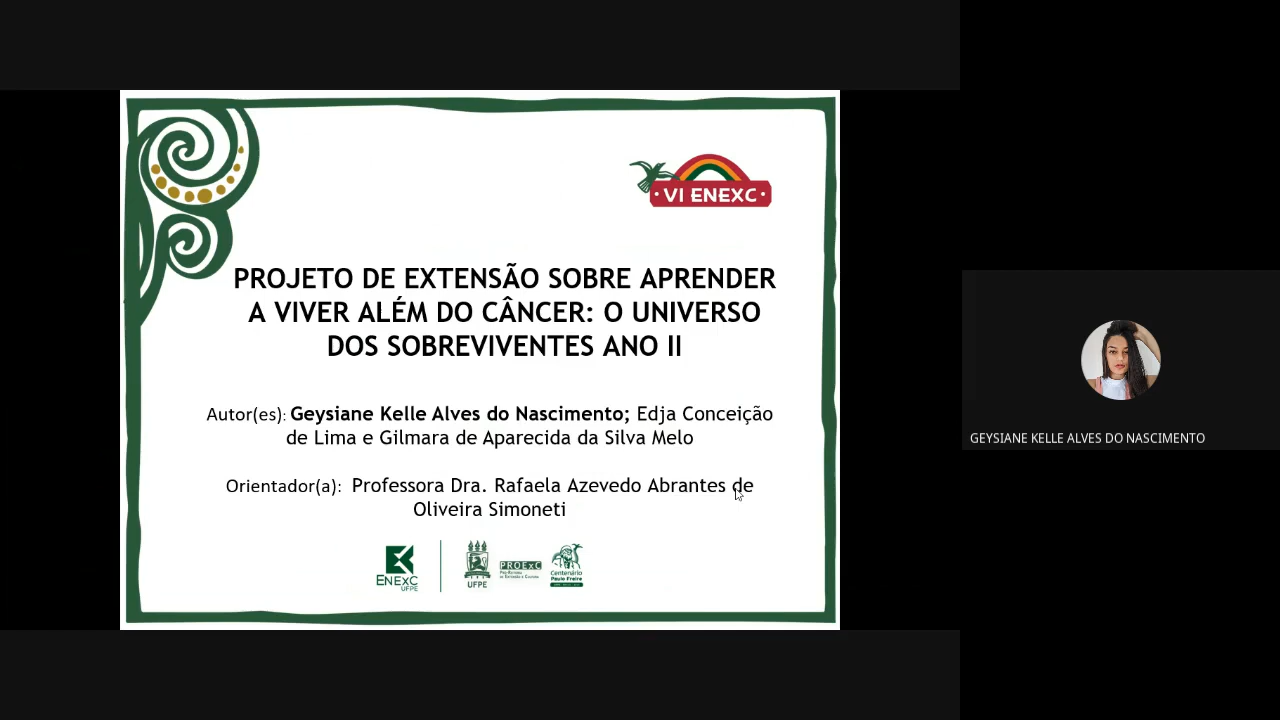 • VI ENEXC •
PROJETO DE EXTENSÃO SOBRE APRENDER
A VIVER ALÉM DO CÂNCER: O UNIVERSO
DOS SOBREVIVENTES ANO II
Autor(es): Geysiane Kelle Alves do Nascimento; Edja Conceição
de Lima e Gilmara de Aparecida da Silva Melo
Orientador(a): Professora Dra. Rafaela Azevedo Abrantes de
Oliveira Simoneti
ENEXC
UFPE
UFPE
PROEXC
Centenário
Paulo Freire
GEYSIANE KELLE ALVES DO NASCIMENTO